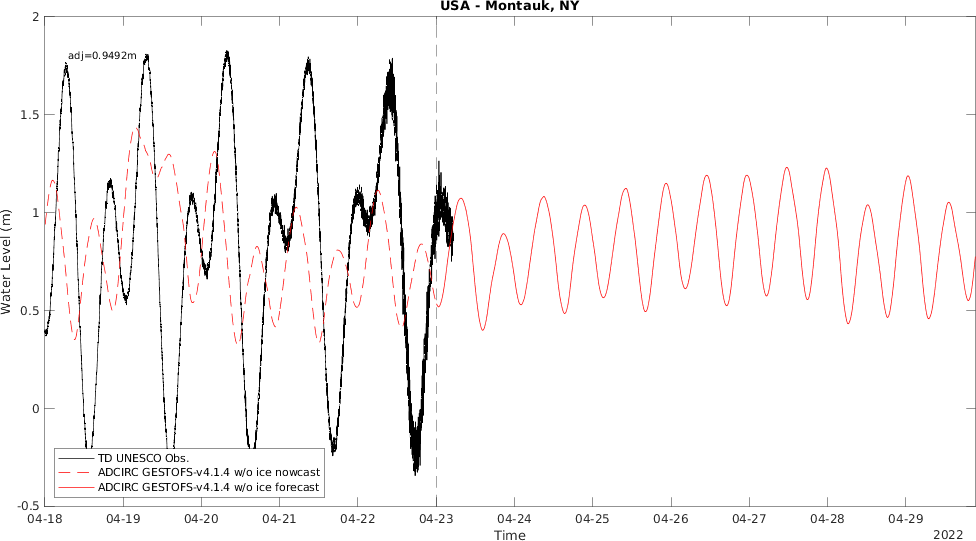 USA - Montauk, NY
2
adj=0.9492m
1.5
1
0.5
0
-0.5
Water Level (m)
TD UNESCO Obs.
ADCIRC GESTOFS-v4.1.4 w/o ice nowcast
ADCIRC GESTOFS-v4.1.4 w/o ice forecast
04-18 04-19 04-20 04-21 04-22 04-23 04-24 04-25 04-26 04-27 04-28 04-29
Time
2022